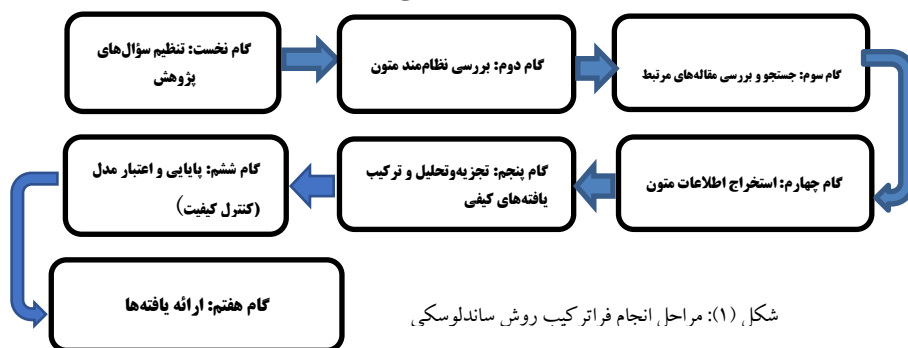 گام نخست: تنظیم سؤال‌های
پژوهش
گام دوم: بررسی نظام‌مند متون
گام سوم: جستجو و بررسی مقاله‌های مرتبط
گام چهارم: استخراج اطلاعات متون
گام پنجم: تجزیه‌وتحلیل و ترکیب
یافته‌های کیفی
گام ششم: پایایی و اعتبار مدل
(کنترل کیفیت)
گام هفتم: ارائه یافته‌ها
شکل (۱): مراحل انجام فراترکیب روش ساندلوسکی